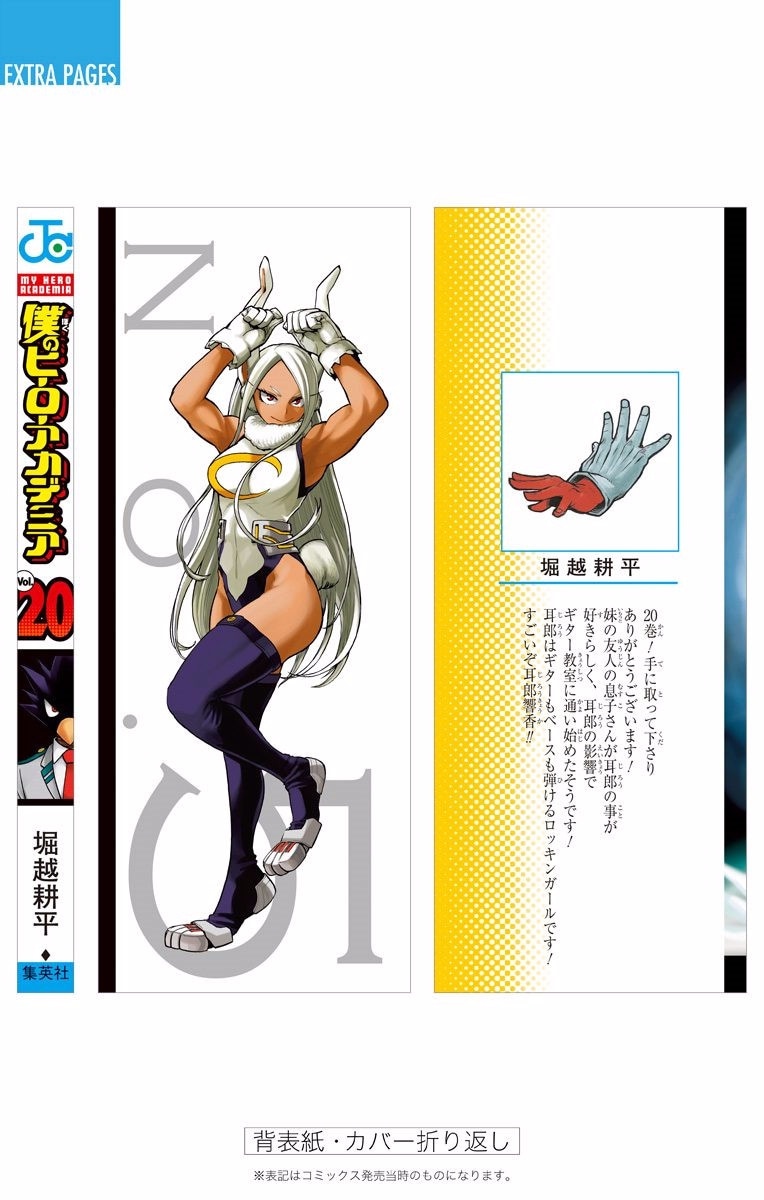 EXTRA PAGES
JC
MY HERO
ACADEMIA
僕のヒーローアカデミア
Vol.
20
堀越耕平
集英社
No.5
堀越耕平
20巻！手に取って下さり
ありがとうございます！
妹の友人の息子さんが耳郎の事が
好きらしく、耳郎の影響で
ギター教室に通い始めたそうです！
耳郎はギターもベースも弾けるロッキンガールです！
すごいぞ耳郎響香!!
背表紙・カバー折り返し
※表記はコミックス発売当時のものになります。